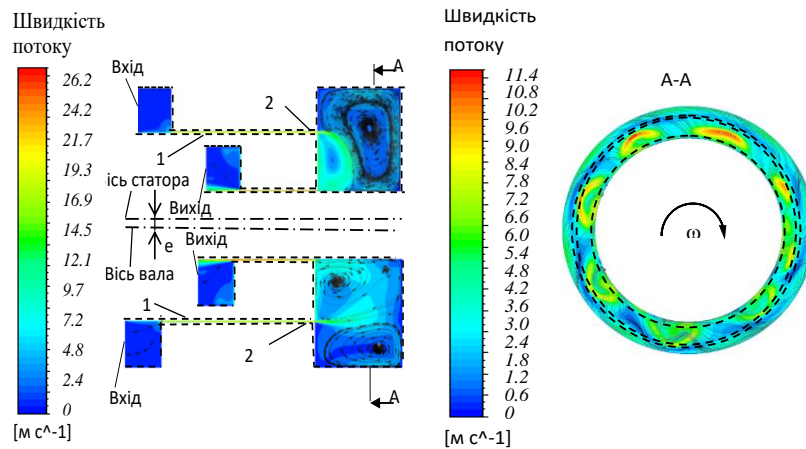 Швидкість
потоку
26.2
24.1
21.7
19.3
16.9
14.5
12.1
9.7
7.2
4.8
2.4
0
[м с^-1]
Вхід
А
2
1
ісь статора
Вихід
е
Вихід
Вісь вала
1
2
Вхід
А
Швидкість
потоку
11.4
10.8
10.2
9.6
9.0
8.4
7.8
7.2
6.6
6.0
5.4
4.8
4.2
3.6
3.0
2.4
1.8
1.2
0.6
0
[м с^-1]
А-А
ω